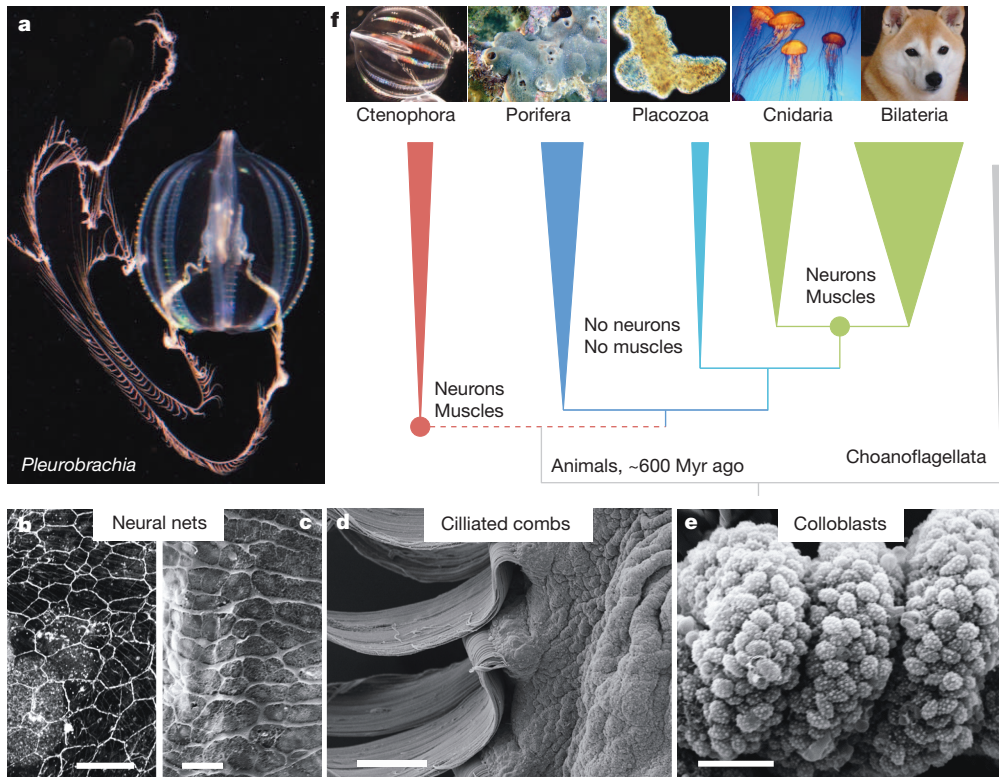 a
Pleurobrachia
f
Ctenophora
Porifera
Placozoa
Cnidaria
Bilateria
Neurons
Muscles
No neurons
No muscles
Neurons
Muscles
Animals, ~600 Myr ago
Choanoflagellata
b
Neural nets
c
d
Cilliated combs
e
Colloblasts